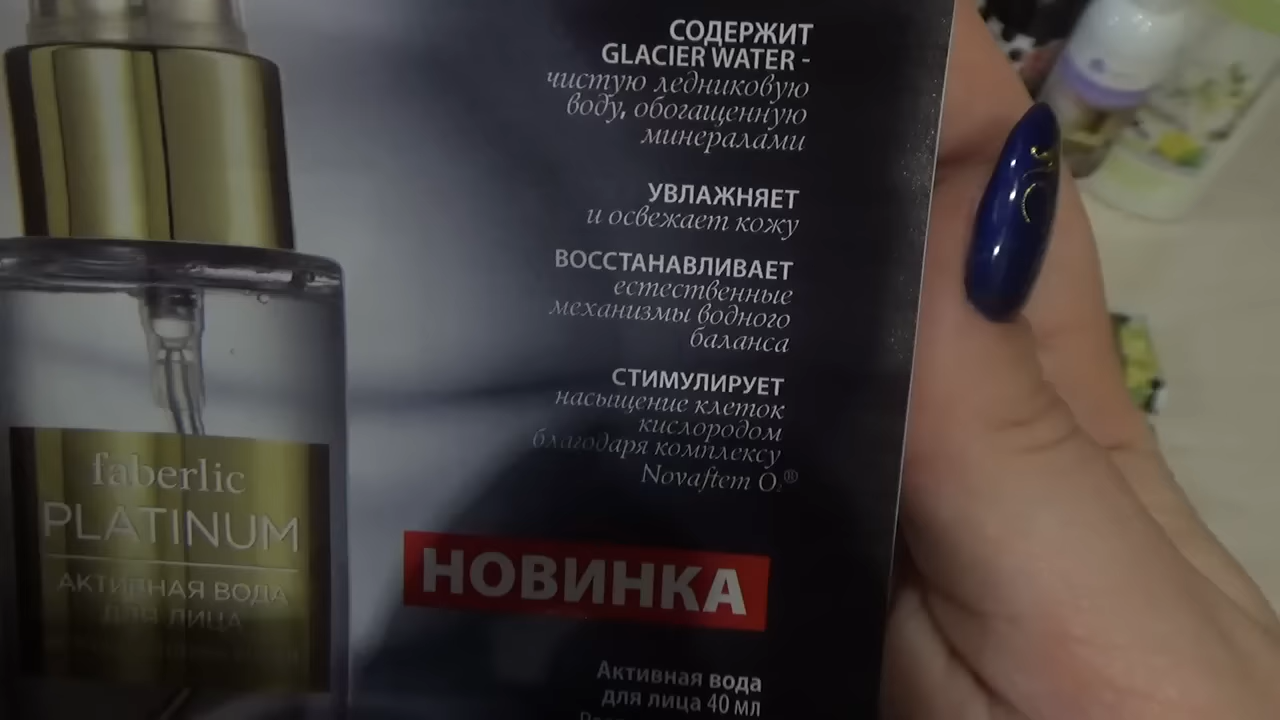 СОДЕРЖИТ
GLACIER WATER -
чистую ледниковую
воду, обогащенную
минералами
УВЛАЖНЯЕТ
и освежает кожу
ВОССТАНАВЛИВАЕТ
естественные
механизмы водного
баланса
СТИМУЛИРУЕТ
насыщение клеток
кислородом
благодаря комплексу
Novaftem O₂®
НОВИНКА
Активная вода
для лица 40 мл
faberlic
PLATINUM
АКТИВНАЯ ВОДА
ДЛЯ ЛИЦА